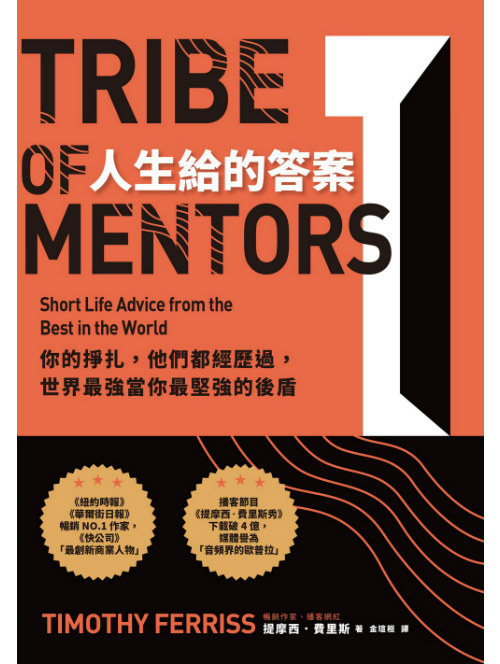 TRIBE
OF
人生給的答案
MENTORS
1
Short Life Advice from the
Best in the World
你的掙扎，他們都經歷過，
世界最強當你最堅強的後盾
《紐約時報》
《華爾街日報》
暢銷 NO.1 作家，
《快公司》
「最創新商業人物」
播客節目
《提摩西·費里斯秀》
下載破 4 億，
媒體譽為
「音頻界的歐普拉」
TIMOTHY FERRISS
暢銷作家、播客網紅
提摩西·費里斯 著 金瑄桓 譯